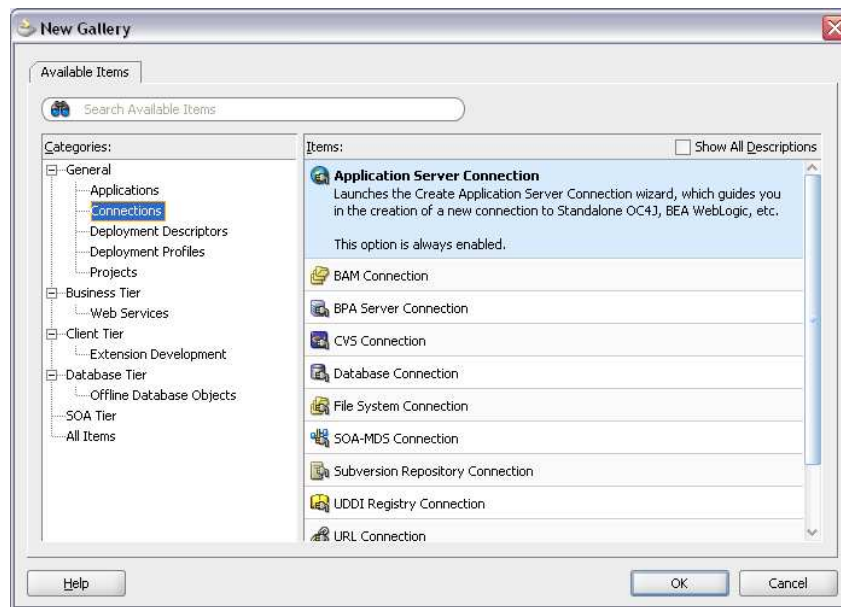 New Gallery
Available Items
Search Available Items
Categories:
General
Applications
Connections
Deployment Descriptors
Deployment Profiles
Projects
Business Tier
Web Services
Client Tier
Extension Development
Database Tier
Offline Database Objects
SOA Tier
All Items
Items:
Show All Descriptions
Application Server Connection
Launches the Create Application Server Connection wizard, which guides you
in the creation of a new connection to Standalone OC4J, BEA WebLogic, etc.
This option is always enabled.
BAM Connection
BPA Server Connection
CVS Connection
Database Connection
File System Connection
SOA-MDS Connection
Subversion Repository Connection
UDDI Registry Connection
URL Connection
Help
OK
Cancel